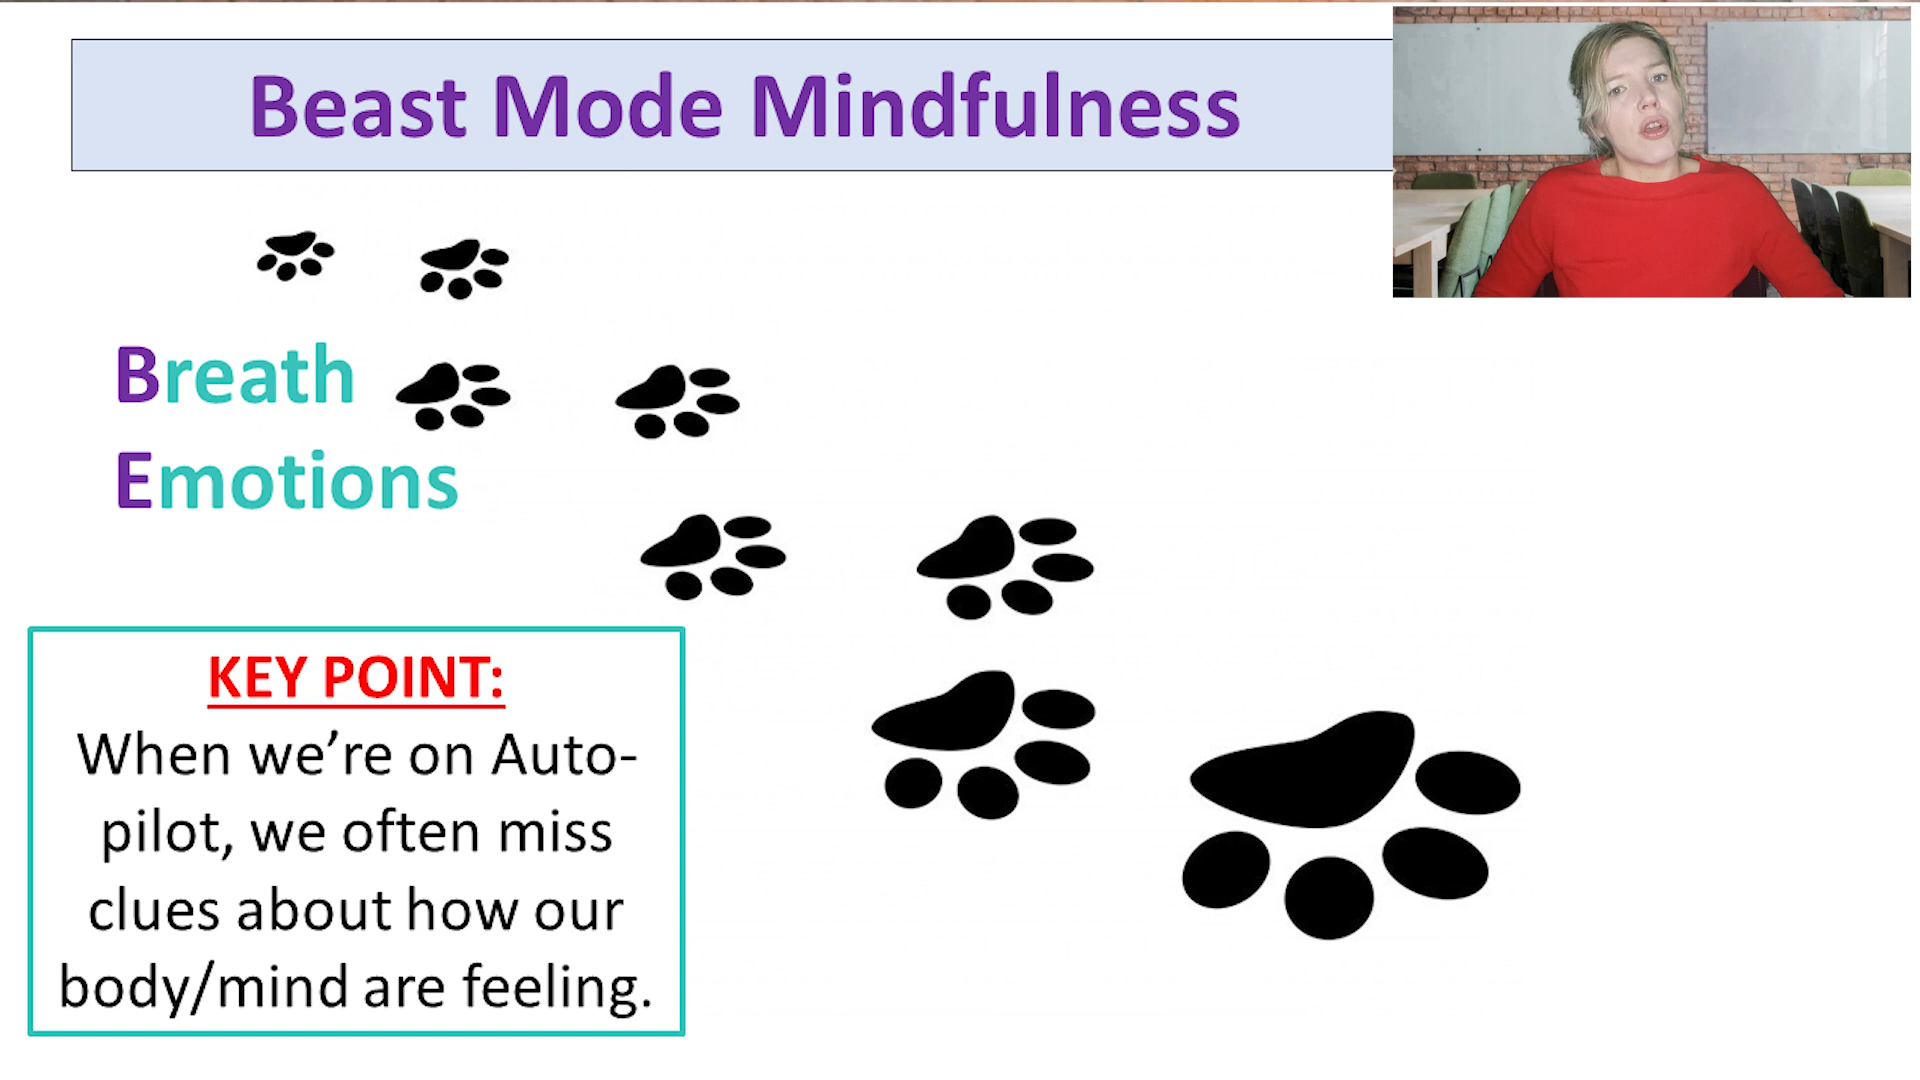 Beast Mode Mindfulness
Breath
Emotions
KEY POINT:
When we’re on Auto-
pilot, we often miss
clues about how our
body/mind are feeling.